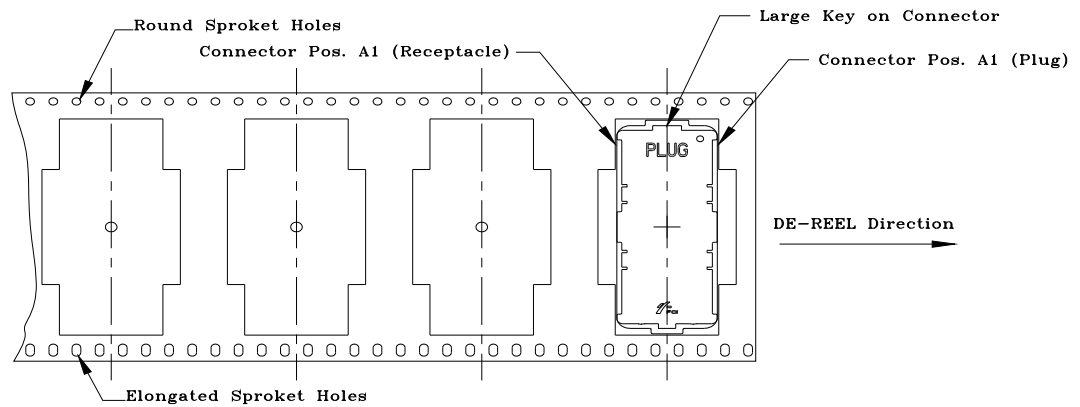 Large Key on Connector
Round Sproket Holes
Connector Pos. A1 (Receptacle)
Connector Pos. A1 (Plug)
PLUG
DE-REEL Direction
FCI
Elongated Sproket Holes